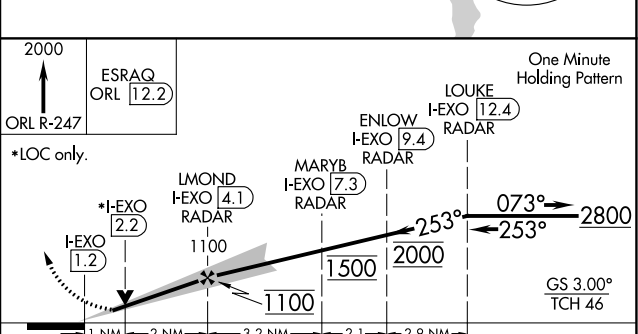 2000
ORL R-247
ESRAQ
ORL 12.2
One Minute
Holding Pattern
LOUKE
I-EXO 12.4
RADAR
ENLOW
I-EXO 9.4
RADAR
MARYB
I-EXO 7.3
RADAR
*LOC only.
LMOND
I-EXO 4.1
RADAR
*I-EXO
2.2
I-EXO
1.2
1100
073°
253°
253°
2800
2000
1500
1100
GS 3.00°
TCH 46
1 NM
2 NM
3.2 NM
2.1
2.9 NM